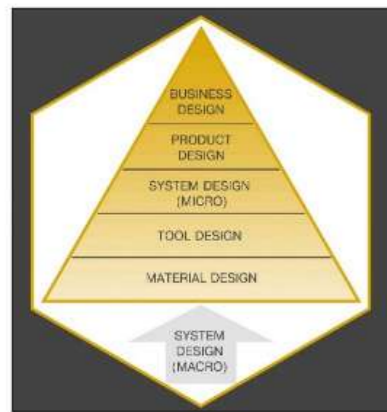 BUSINESS
DESIGN
PRODUCT
DESIGN
SYSTEM DESIGN
(MICRO)
TOOL DESIGN
MATERIAL DESIGN
SYSTEM
DESIGN
(MACRO)